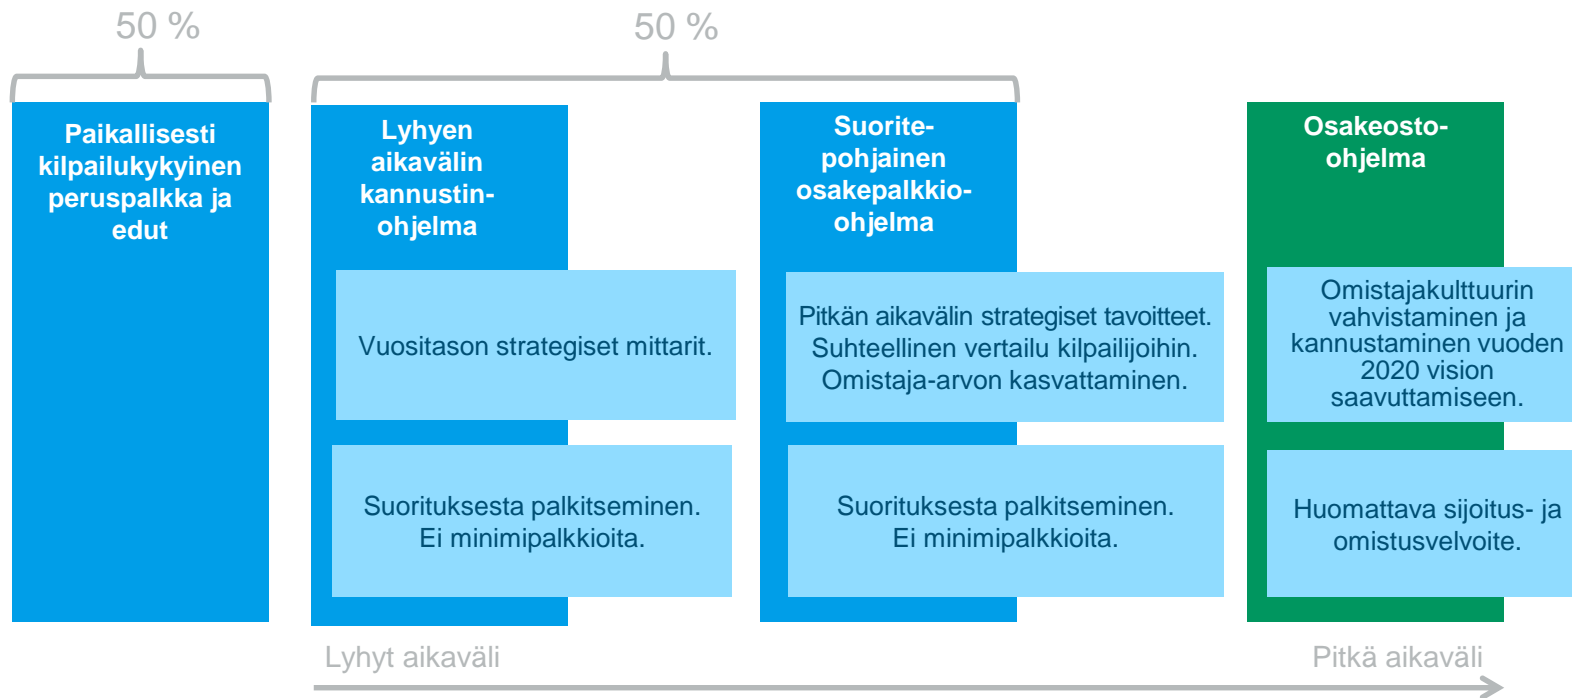 50 %
50 %
Paikallisesti
kilpailukykyinen
peruspalkka ja
edut
Lyhyen
aikavälin
kannustin-
ohjelma
Vuositason strategiset mittarit.
Suorituksesta palkitseminen.
Ei minimipalkkioita.
Suorite-
pohjainen
osakepalkkio-
ohjelma
Pitkän aikavälin strategiset tavoitteet.
Suhteellinen vertailu kilpailijoihin.
Omistaja-arvon kasvattaminen.
Suorituksesta palkitseminen.
Ei minimipalkkioita.
Osakeosto-
ohjelma
Omistajakulttuurin
vahvistaminen ja
kannustaminen vuoden
2020 vision
saavuttamiseen.
Huomattava sijoitus- ja
omistusvelvoite.
Lyhyt aikaväli
Pitkä aikaväli